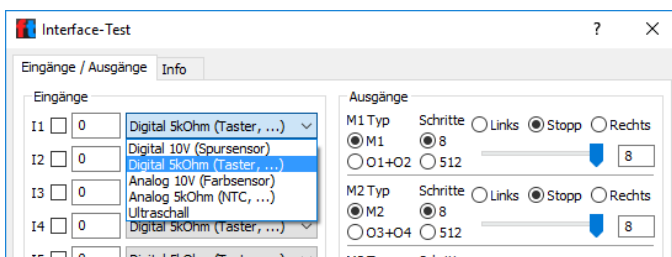 Interface-Test ? ×
Eingänge / Ausgänge Info
Eingänge
I1 0 Digital 5kOhm (Taster, ...)
Digital 10V (Spursensor)
Digital 5kOhm (Taster, ...)
Analog 10V (Farbsensor)
Analog 5kOhm (NTC, ...)
Ultraschall
I2 0
I3 0
I4 0 Digital 5kOhm (Taster, ...)
Ausgänge
M1 Typ Schritte Links Stopp Rechts
M1 8
O1+O2 512 8
M2 Typ Schritte Links Stopp Rechts
M2 8
O3+O4 512 8